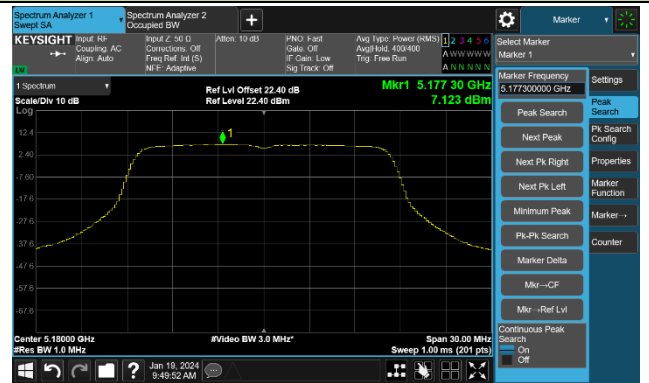 Spectrum Analyzer 1
Swept SA
Spectrum Analyzer 2
Occupied BW
+
Marker
KEYSIGHT
Input: RF
Coupling: AC
Align: Auto
Input Z: 50 Ω
Corrections: Off
Freq Ref: Int (S)
NFE: Adaptive
Atten: 10 dB
PNO: Fast
Gate: Off
IF Gain: Low
Sig Track: Off
Avg Type: Power (RMS)
Avg|Hold: 400/400
Trig: Free Run
1 2 3 4 5 6
A W W W W W
A N N N N N
Select Marker
Marker 1
1 Spectrum
Scale/Div 10 dB
Log
Ref Lvl Offset 22.40 dB
Ref Level 22.40 dBm
Mkr1 5.177 30 GHz
7.123 dBm
12.4
2.40
-7.60
-17.6
-27.6
-37.6
-47.6
-57.6
-67.6
1
Center 5.18000 GHz
#Res BW 1.0 MHz
#Video BW 3.0 MHz*
Span 30.00 MHz
Sweep 1.00 ms (201 pts)
Marker Frequency
5.177300000 GHz
Peak Search
Next Peak
Next Pk Right
Next Pk Left
Minimum Peak
Pk-Pk Search
Marker Delta
Mkr→CF
Mkr→Ref Lvl
Continuous Peak
Search
On
Off
Settings
Peak
Search
Pk Search
Config
Properties
Marker
Function
Marker→
Counter
?
Jan 19, 2024
9:49:52 AM